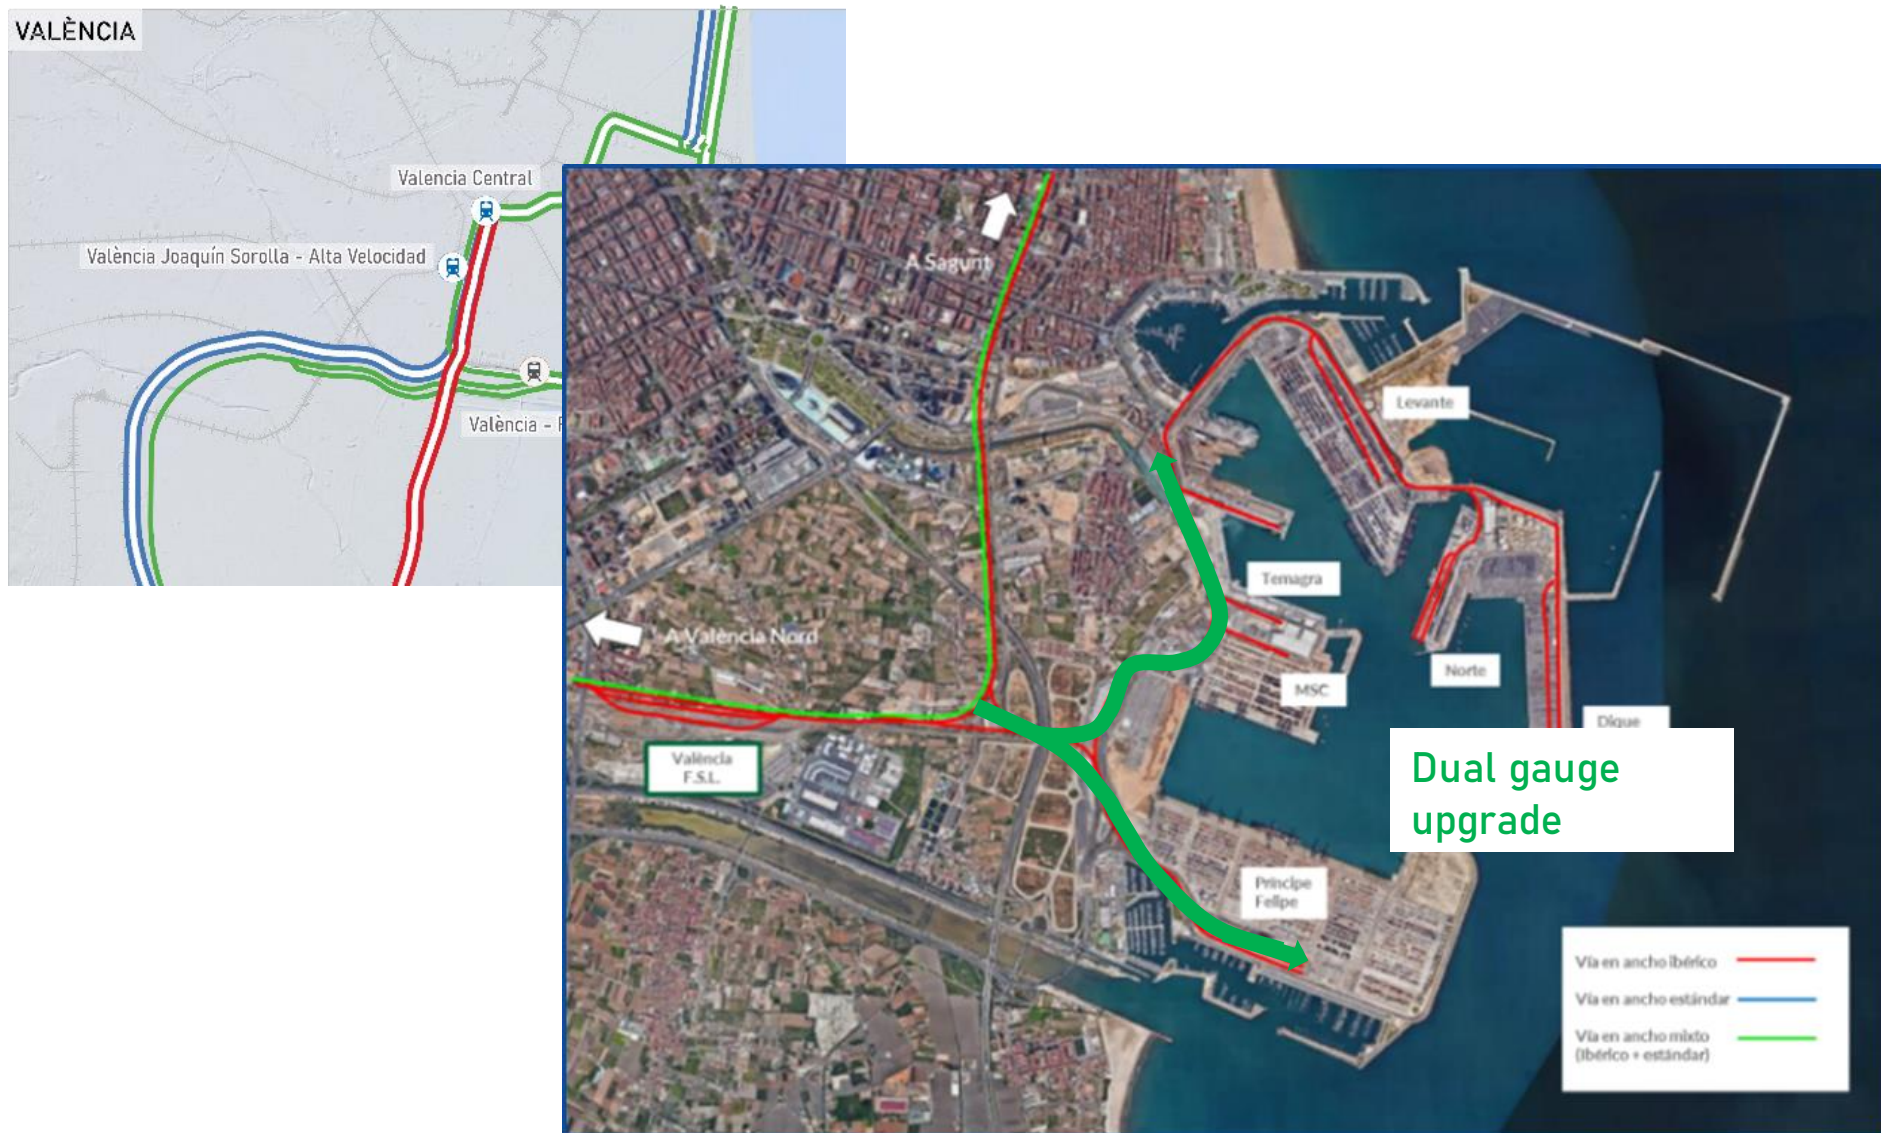 VALÈNCIA
Valencia Central
València Joaquín Sorolla - Alta Velocidad
València -
A Sagunt
Levante
Temagra
A València Nord
MSC
Norte
Dique
València
F.S.L.
Dual gauge
upgrade
Príncipe
Felipe
Vía en ancho ibérico
Vía en ancho estándar
Vía en ancho mixto
(ibérico + estándar)